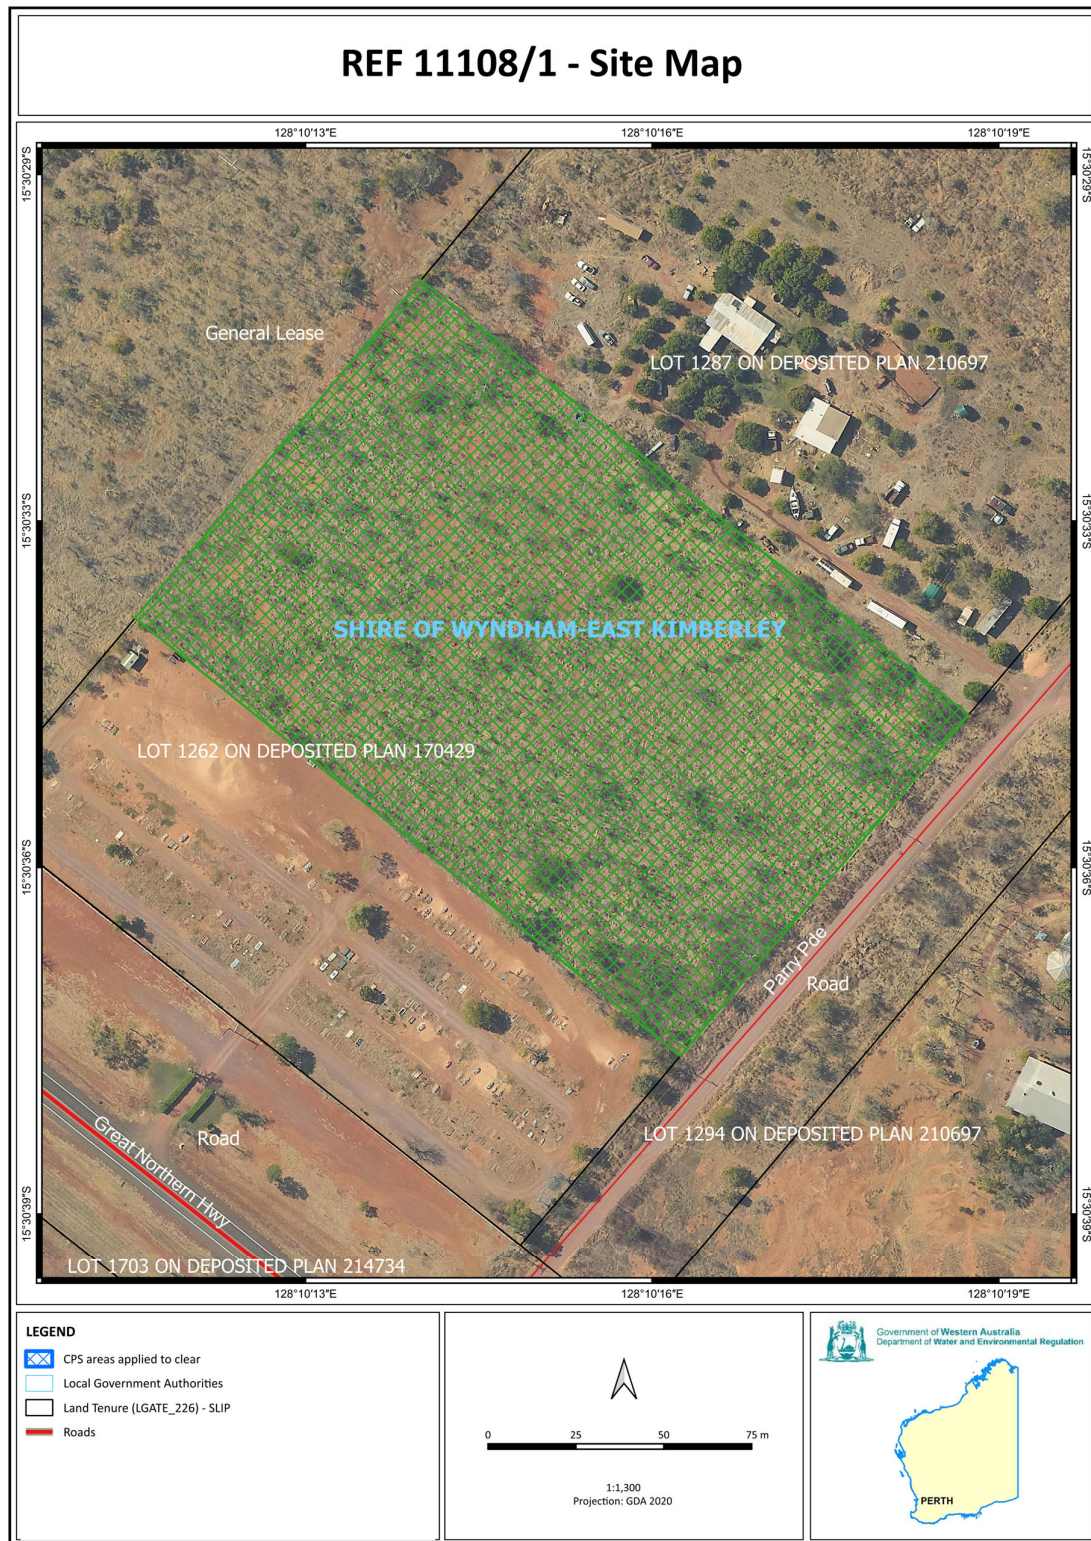 REF 11108/1 - Site Map
128°10'13"E
128°10'16"E
128°10'19"E
15°30'29"S
15°30'29"S
General Lease
LOT 1287 ON DEPOSITED PLAN 210697
15°30'33"S
15°30'33"S
SHIRE OF WYNDHAM-EAST KIMBERLEY
LOT 1262 ON DEPOSITED PLAN 170429
15°30'36"S
15°30'36"S
Parry Pde
Road
LOT 1294 ON DEPOSITED PLAN 210697
Road
Great Northern Hwy
15°30'39"S
15°30'39"S
LOT 1703 ON DEPOSITED PLAN 214734
128°10'13"E
128°10'16"E
128°10'19"E
LEGEND
CPS areas applied to clear
Local Government Authorities
Land Tenure (LGATE_226) - SLIP
Roads
0 25 50 75 m
1:1,300
Projection: GDA 2020
Government of Western Australia
Department of Water and Environmental Regulation
PERTH